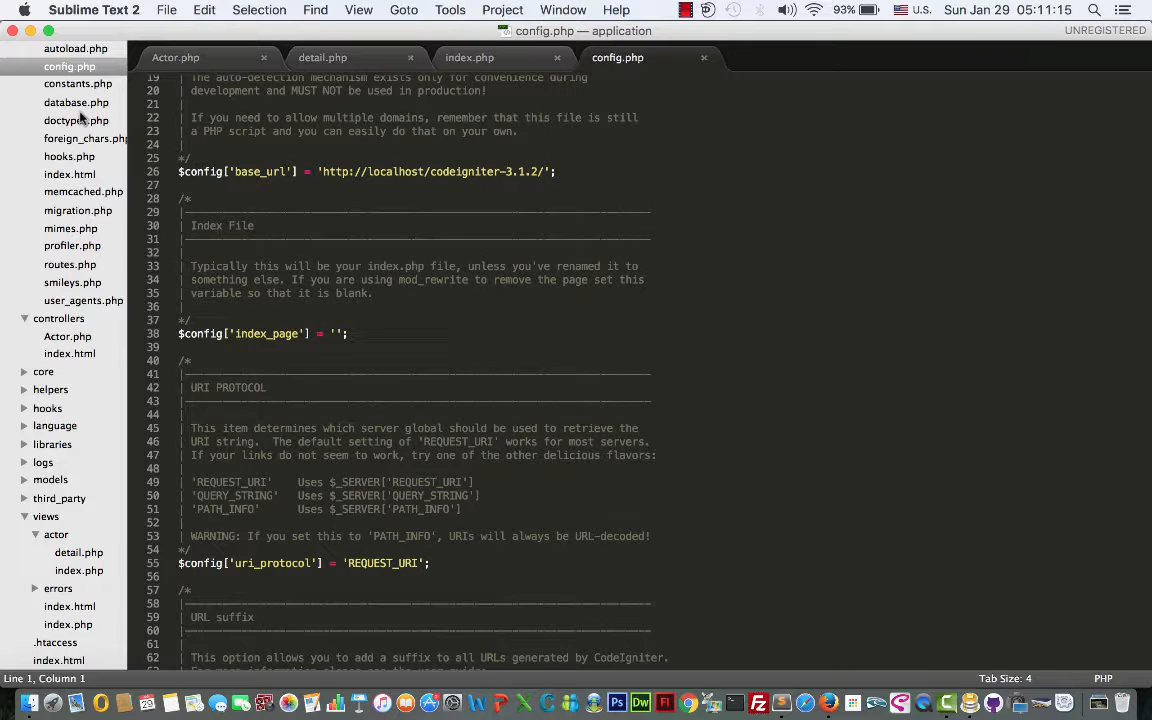 Sublime Text 2 File Edit Selection Find View Goto Tools Project Window Help 93% U.S. Sun Jan 29 05:11:15
config.php — application UNREGISTERED
autoload.php
config.php
constants.php
database.php
doctypes.php
foreign_chars.php
hooks.php
index.html
memcached.php
migration.php
mimes.php
profiler.php
routes.php
smileys.php
user_agents.php
controllers
Actor.php
index.html
core
helpers
hooks
language
libraries
logs
models
third_party
views
actor
detail.php
index.php
errors
index.html
index.php
.htaccess
index.html
Actor.php detail.php index.php config.php
19 | The auto-detection mechanism exists only for convenience during
20 | development and MUST NOT be used in production!
21 |
22 | If you need to allow multiple domains, remember that this file is still
23 | a PHP script and you can easily do that on your own.
24 |
25 */
26 $config['base_url'] = 'http://localhost/codeigniter-3.1.2/';
27
28 /*
29 |--------------------------------------------------------------------------
30 | Index File
31 |--------------------------------------------------------------------------
32 |
33 | Typically this will be your index.php file, unless you've renamed it to
34 | something else. If you are using mod_rewrite to remove the page set this
35 | variable so that it is blank.
36 |
37 */
38 $config['index_page'] = '';
39
40 /*
41 |--------------------------------------------------------------------------
42 | URI PROTOCOL
43 |--------------------------------------------------------------------------
44 |
45 | This item determines which server global should be used to retrieve the
46 | URI string.  The default setting of 'REQUEST_URI' works for most servers.
47 | If your links do not seem to work, try one of the other delicious flavors:
48 |
49 | 'REQUEST_URI'    Uses $_SERVER['REQUEST_URI']
50 | 'QUERY_STRING'   Uses $_SERVER['QUERY_STRING']
51 | 'PATH_INFO'      Uses $_SERVER['PATH_INFO']
52 |
53 | WARNING: If you set this to 'PATH_INFO', URIs will always be URL-decoded!
54 */
55 $config['uri_protocol'] = 'REQUEST_URI';
56
57 /*
58 |--------------------------------------------------------------------------
59 | URL suffix
60 |--------------------------------------------------------------------------
61 |
62 | This option allows you to add a suffix to all URLs generated by CodeIgniter.
Line 1, Column 1 Tab Size: 4 PHP